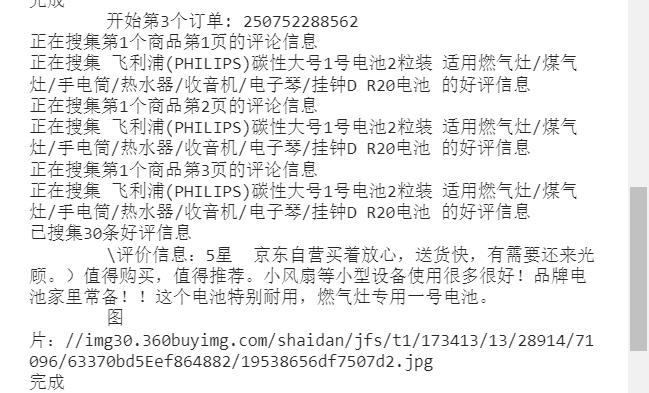 完成
开始第3个订单: 250752288562
正在搜集第1个商品第1页的评论信息
正在搜集 飞利浦(PHILIPS)碳性大号1号电池2粒装 适用燃气灶/煤气
灶/手电筒/热水器/收音机/电子琴/挂钟D R20电池 的好评信息
正在搜集第1个商品第2页的评论信息
正在搜集 飞利浦(PHILIPS)碳性大号1号电池2粒装 适用燃气灶/煤气
灶/手电筒/热水器/收音机/电子琴/挂钟D R20电池 的好评信息
正在搜集第1个商品第3页的评论信息
正在搜集 飞利浦(PHILIPS)碳性大号1号电池2粒装 适用燃气灶/煤气
灶/手电筒/热水器/收音机/电子琴/挂钟D R20电池 的好评信息
已搜集30条好评信息
\评价信息：5星 京东自营买着放心，送货快，有需要还来光
顾。）值得购买，值得推荐。小风扇等小型设备使用很多很好！品牌电
池家里常备！！这个电池特别耐用，燃气灶专用一号电池。
图
片：//img30.360buyimg.com/shaidan/jfs/t1/173413/13/28914/71
096/63370bd5Eef864882/19538656df7507d2.jpg
完成